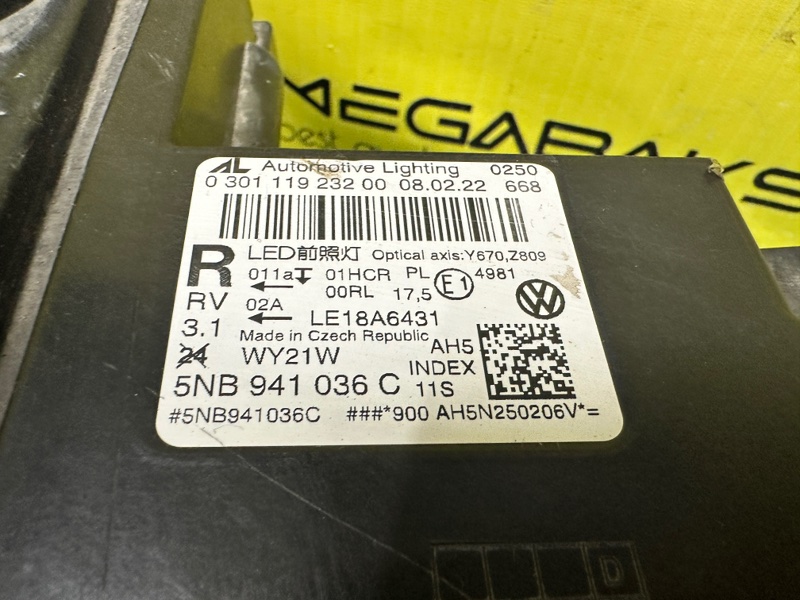 MEGABAKS
AL Automotive Lighting 0250
0 301 119 232 00 08.02.22 668
R LED前照灯 Optical axis:Y670,Z809
011a 01HCR PL E1 4981
00RL 17,5
RV 02A
3.1 LE18A6431
Made in Czech Republic
24 WY21W AH5
INDEX
5NB 941 036 C 11S
#5NB941036C ###*900 AH5N250206V*=
D